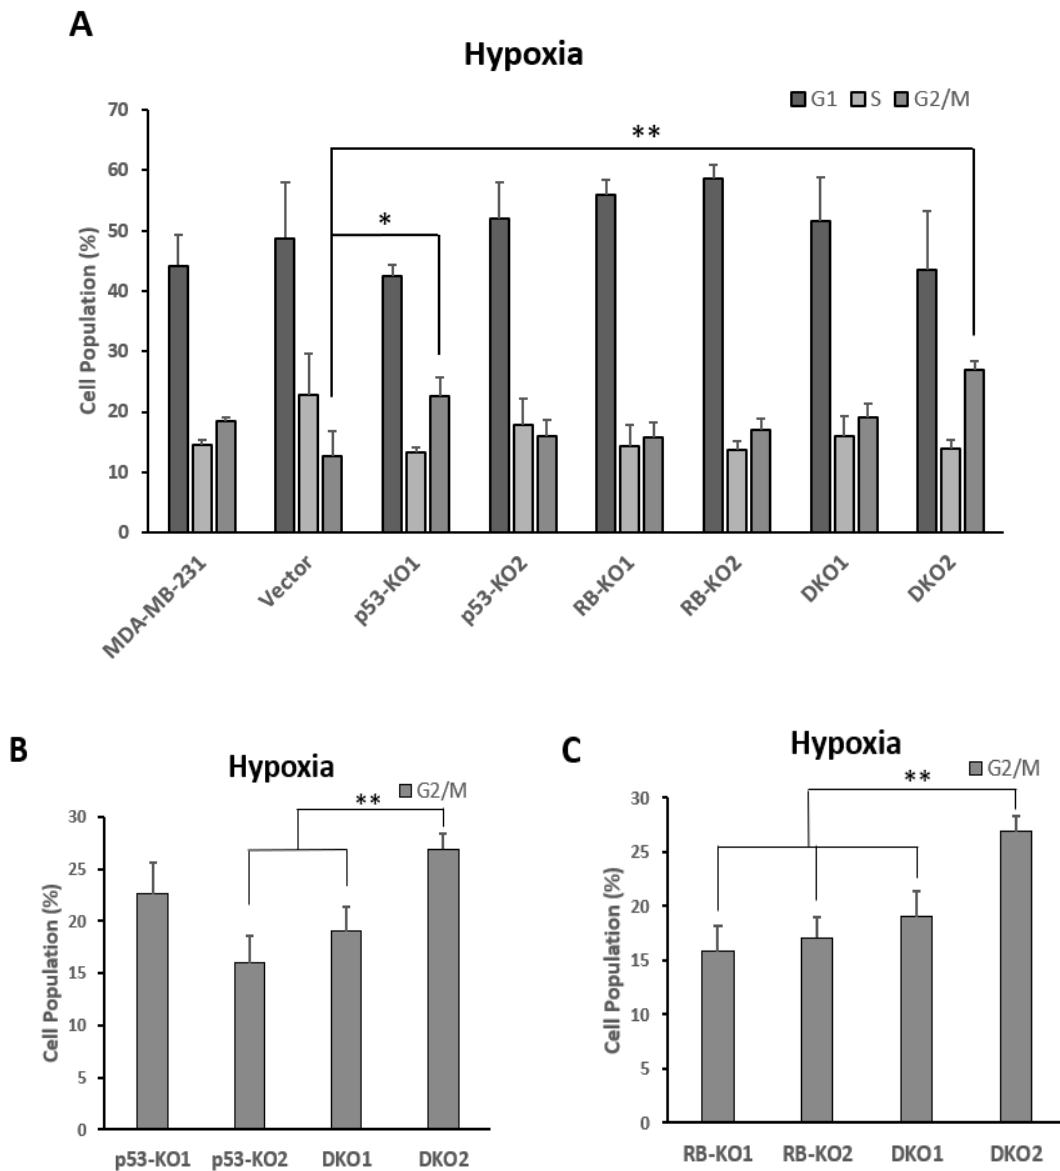 A
Hypoxia
G1 S G2/M
Cell Population (%)
70
60
50
40
30
20
10
0
**
*
MDA-MB-231 Vector p53-KO1 p53-KO2 RB-KO1 RB-KO2 DKO1 DKO2
B
Hypoxia
G2/M
**
Cell Population (%)
30
25
20
15
10
5
0
p53-KO1 p53-KO2 DKO1 DKO2
C
Hypoxia
G2/M
**
Cell Population (%)
30
25
20
15
10
5
0
RB-KO1 RB-KO2 DKO1 DKO2